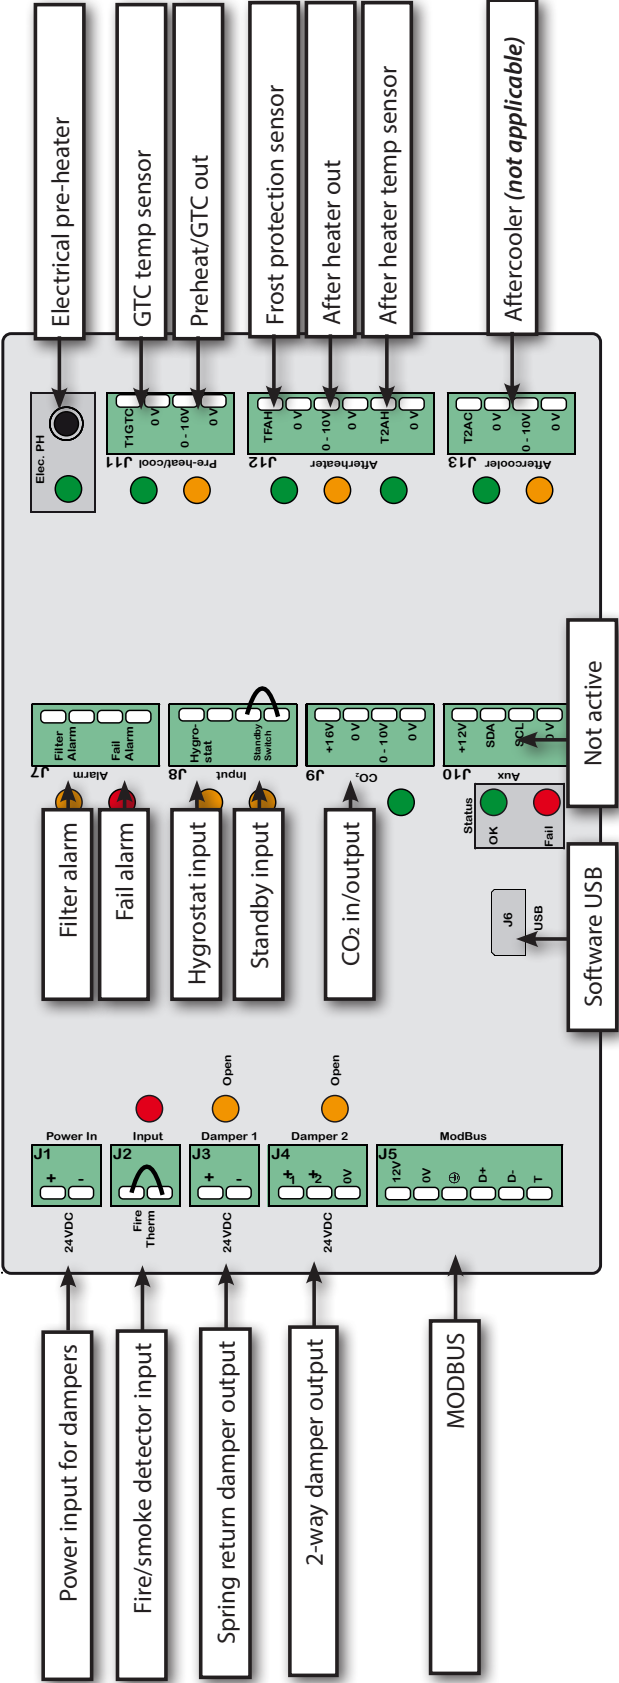 Electrical pre-heater
GTC temp sensor
Preheat/GTC out
Frost protection sensor
After heater out
After heater temp sensor
Aftercooler (not applicable)
Elec. PH
T1GTC
0 V
0 - 10V
0 V
J11
Pre-heat/cool
TFAH
0 V
0 - 10V
0 V
T2AH
0 V
J12
Afterheater
T2AC
0 V
0 - 10V
0 V
J13
Aftercooler
Filter
Alarm
Fail
Alarm
J7
Alarm
Hygro-
stat
Standby
Switch
J8
Input
+16V
0 V
0 - 10V
0 V
J9
CO₂
+12V
SDA
SCL
0 V
J10
Aux
Status
OK
Fail
Not active
Filter alarm
Fail alarm
Hygrostat input
Standby input
CO₂ in/output
J6
USB
Software USB
Open
Open
Power In
J1
+
-
24VDC
Input
J2
Fire
Therm
Damper 1
J3
+
-
24VDC
Damper 2
J4
+1
+2
0V
24VDC
ModBus
J5
12V
0V
D+
D-
T
Power input for dampers
Fire/smoke detector input
Spring return damper output
2-way damper output
MODBUS